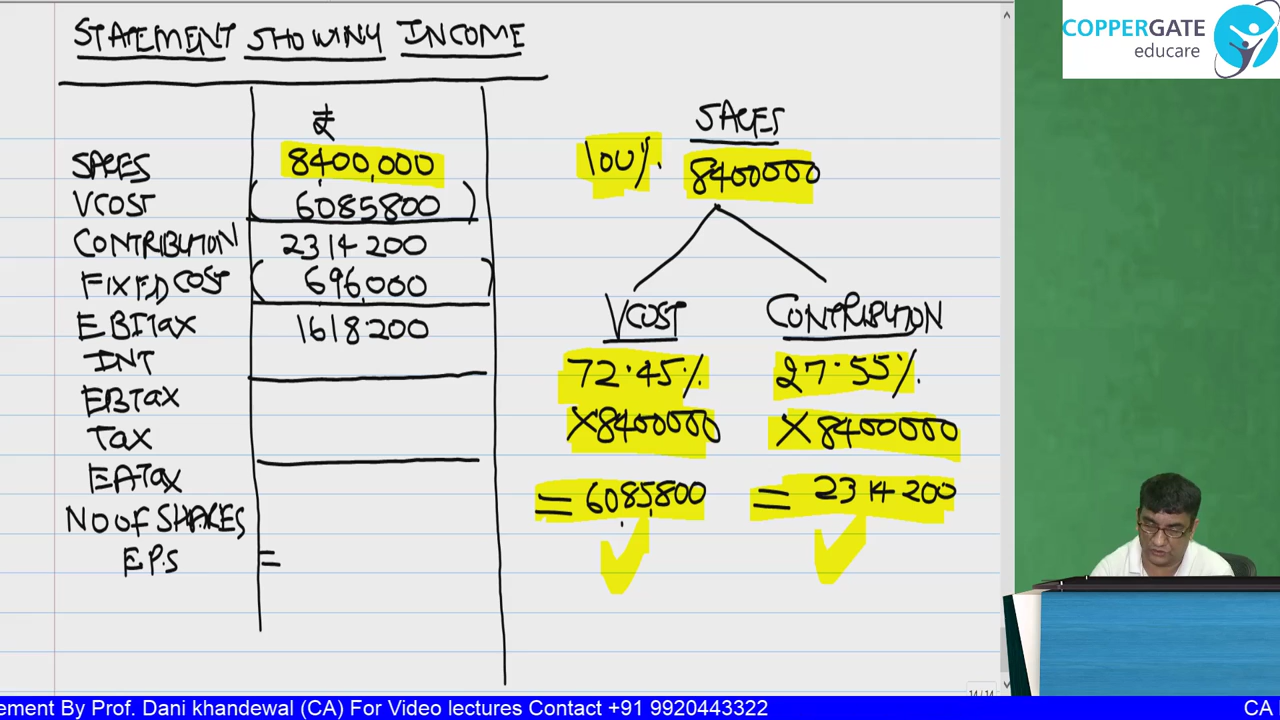 STATEMENT SHOWING INCOME
₹
SALES 8400,000
VCOST (6085800)
CONTRIBUTION 2314200
FIXED COST (696,000)
EBITax 1618200
INT
EBTax
Tax
EATax
NO OF SHARES
E P.S =
SALES
100% 8400000
VCOST CONTRIBUTION
72.45% 27.55%
X8400000 X8400000
= 6085800 = 2314200
14/14
COPPERGATE
educare
ement By Prof. Dani khandewal (CA) For Video lectures Contact +91 9920443322 CA